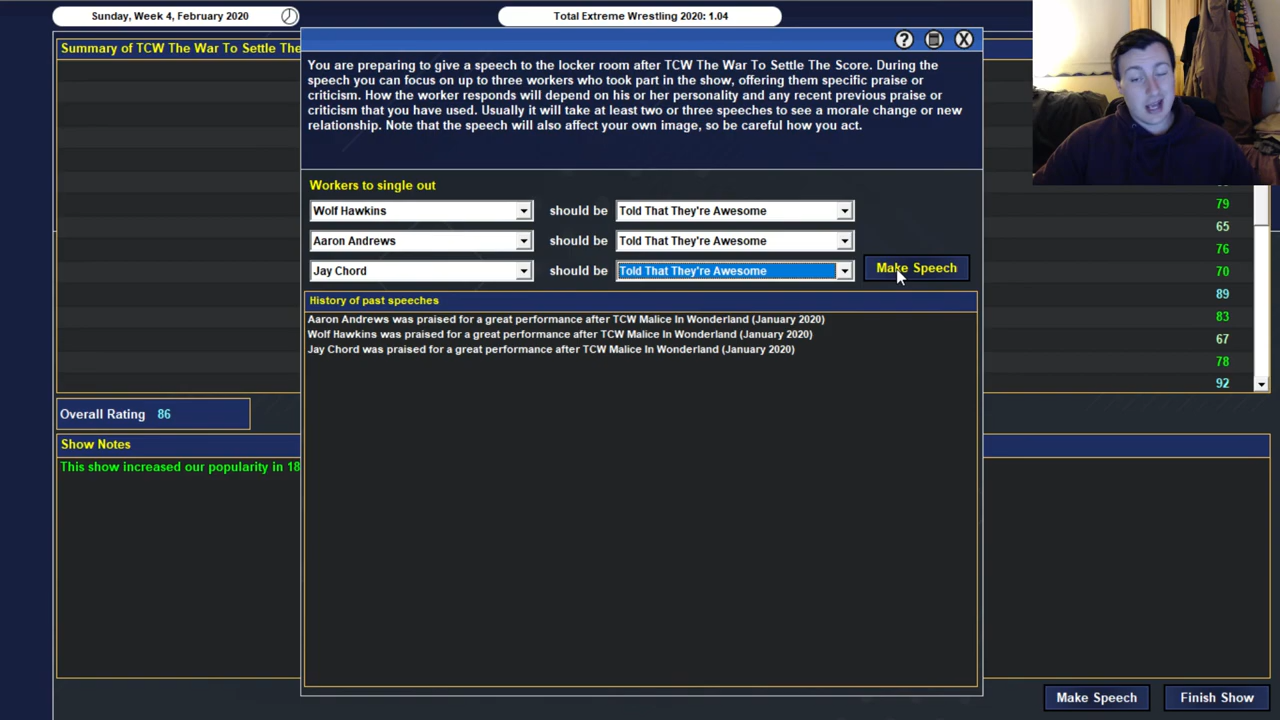 Sunday, Week 4, February 2020
Total Extreme Wrestling 2020: 1.04
Summary of TCW The War To Settle The
You are preparing to give a speech to the locker room after TCW The War To Settle The Score. During the
speech you can focus on up to three workers who took part in the show, offering them specific praise or
criticism. How the worker responds will depend on his or her personality and any recent previous praise or
criticism that you have used. Usually it will take at least two or three speeches to see a morale change or new
relationship. Note that the speech will also affect your own image, so be careful how you act.
Workers to single out
Wolf Hawkins should be Told That They're Awesome
Aaron Andrews should be Told That They're Awesome
Jay Chord should be Told That They're Awesome
Make Speech
History of past speeches
Aaron Andrews was praised for a great performance after TCW Malice In Wonderland (January 2020)
Wolf Hawkins was praised for a great performance after TCW Malice In Wonderland (January 2020)
Jay Chord was praised for a great performance after TCW Malice In Wonderland (January 2020)
79
65
76
70
89
83
67
78
92
Overall Rating 86
Show Notes
This show increased our popularity in 18
Make Speech
Finish Show